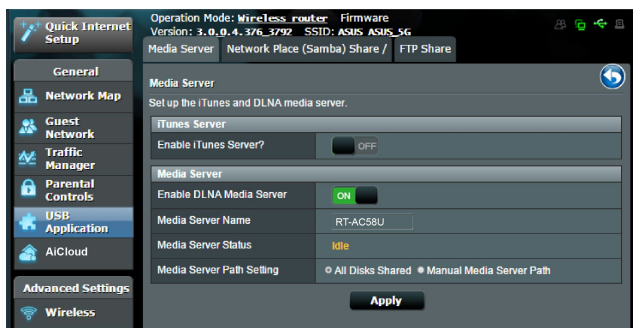 Quick Internet
Setup
Operation Mode: Wireless router Firmware
Version: 3.0.0.4.376_3792 SSID: ASUS ASUS_5G
Media Server Network Place (Samba) Share / FTP Share
General
Network Map
Guest
Network
Traffic
Manager
Parental
Controls
USB
Application
AiCloud
Advanced Settings
Wireless
Media Server
Set up the iTunes and DLNA media server.
iTunes Server
Enable iTunes Server? OFF
Media Server
Enable DLNA Media Server ON
Media Server Name RT-AC58U
Media Server Status Idle
Media Server Path Setting All Disks Shared Manual Media Server Path
Apply